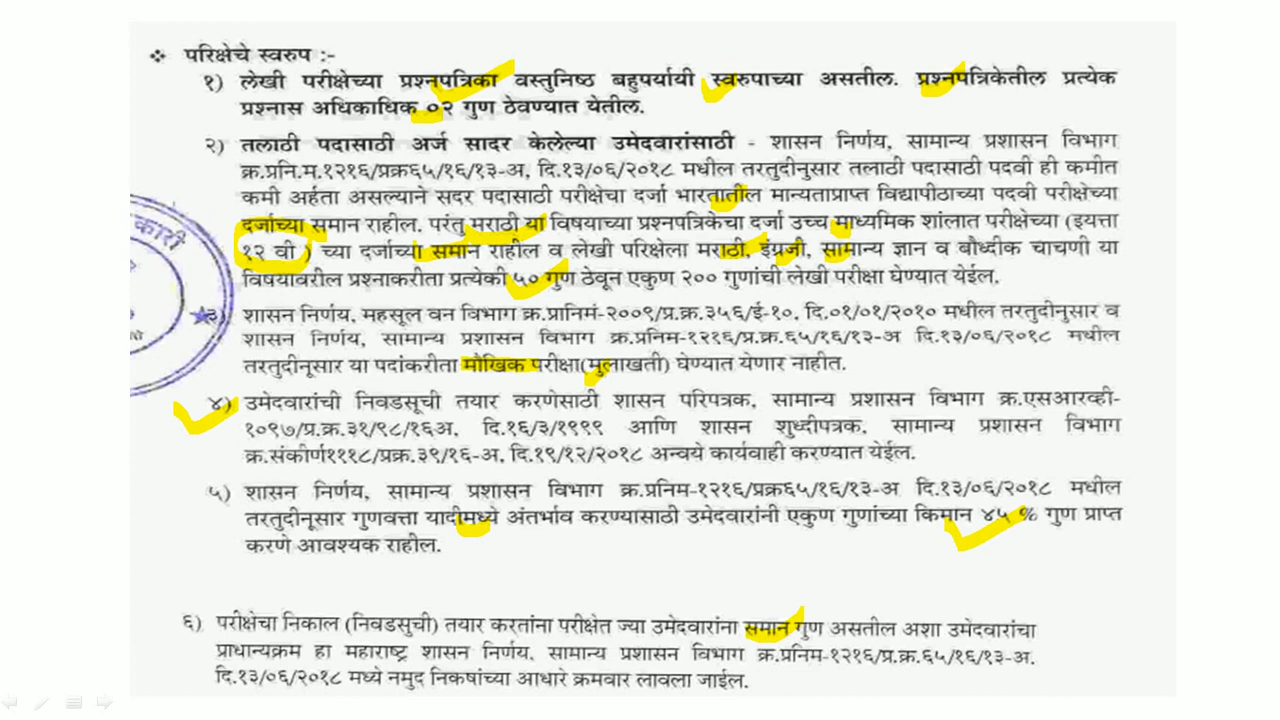 ❖ परिक्षेचे स्वरुप :-
१) लेखी परीक्षेच्या प्रश्नपत्रिका वस्तुनिष्ठ बहुपर्यायी स्वरुपाच्या असतील. प्रश्नपत्रिकेतील प्रत्येक
प्रश्नास अधिकाधिक ०२ गुण ठेवण्यात येतील.
२) तलाठी पदासाठी अर्ज सादर केलेल्या उमेदवारांसाठी - शासन निर्णय, सामान्य प्रशासन विभाग
क्र.प्रनि.म.१२१६/प्रक्र६५/१६/१३-अ, दि.१३/०६/२०१८ मधील तरतुदीनुसार तलाठी पदासाठी पदवी ही कमीत
कमी अर्हता असल्याने सदर पदासाठी परीक्षेचा दर्जा भारतातील मान्यताप्राप्त विद्यापीठाच्या पदवी परीक्षेच्या
दर्जाच्या समान राहील. परंतु मराठी या विषयाच्या प्रश्नपत्रिकेचा दर्जा उच्च माध्यमिक शांलात परीक्षेच्या (इयत्ता
१२ वी ) च्या दर्जाच्या समान राहील व लेखी परिक्षेला मराठी, इंग्रजी, सामान्य ज्ञान व बौध्दीक चाचणी या
विषयावरील प्रश्नाकरीता प्रत्येकी ५० गुण ठेवून एकुण २०० गुणांची लेखी परीक्षा घेण्यात येईल.
३) शासन निर्णय, महसूल वन विभाग क्र.प्रानिमं-२००९/प्र.क्र.३५६/ई-१०, दि.०१/०१/२०१० मधील तरतुदीनुसार व
शासन निर्णय, सामान्य प्रशासन विभाग क्र.प्रनिम-१२१६/प्र.क्र.६५/१६/१३-अ दि.१३/०६/२०१८ मधील
तरतुदीनूसार या पदांकरीता मौखिक परीक्षा(मुलाखती) घेण्यात येणार नाहीत.
४) उमेदवारांची निवडसूची तयार करणेसाठी शासन परिपत्रक, सामान्य प्रशासन विभाग क्र.एसआरव्ही-
१०९७/प्र.क्र.३१/९८/१६अ, दि.१६/३/१९९९ आणि शासन शुध्दीपत्रक, सामान्य प्रशासन विभाग
क्र.संकीर्ण१११८/प्रक्र.३९/१६-अ, दि.१९/१२/२०१८ अन्वये कार्यवाही करण्यात येईल.
५) शासन निर्णय, सामान्य प्रशासन विभाग क्र.प्रनिम-१२१६/प्रक्र६५/१६/१३-अ दि.१३/०६/२०१८ मधील
तरतुदीनूसार गुणवत्ता यादीमध्ये अंतर्भाव करण्यासाठी उमेदवारांनी एकुण गुणांच्या किमान ४५ % गुण प्राप्त
करणे आवश्यक राहील.
६) परीक्षेचा निकाल (निवडसुची) तयार करतांना परीक्षेत ज्या उमेदवारांना समान गुण असतील अशा उमेदवारांचा
प्राधान्यक्रम हा महाराष्ट्र शासन निर्णय, सामान्य प्रशासन विभाग क्र.प्रनिम-१२१६/प्र.क्र.६५/१६/१३-अ.
दि.१३/०६/२०१८ मध्ये नमुद निकषांच्या आधारे क्रमवार लावला जाईल.